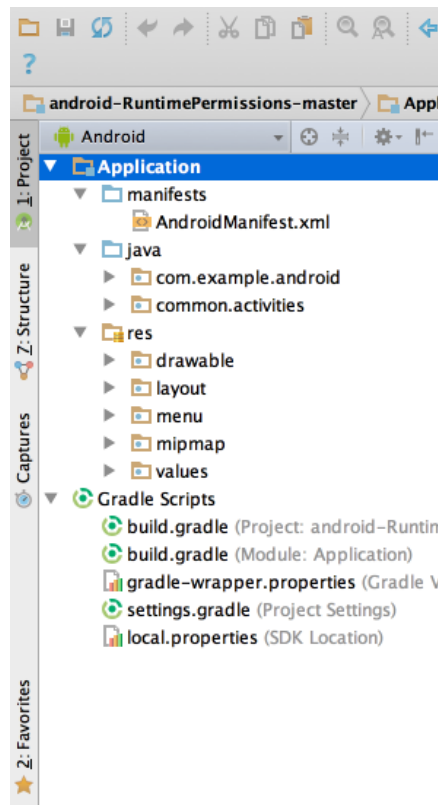 ?
android-RuntimePermissions-master
Appl
Android
1: Project
Application
manifests
AndroidManifest.xml
java
com.example.android
common.activities
Z: Structure
res
drawable
layout
menu
mipmap
values
Captures
Gradle Scripts
build.gradle (Project: android-Runtim
build.gradle (Module: Application)
gradle-wrapper.properties (Gradle V
settings.gradle (Project Settings)
local.properties (SDK Location)
2: Favorites